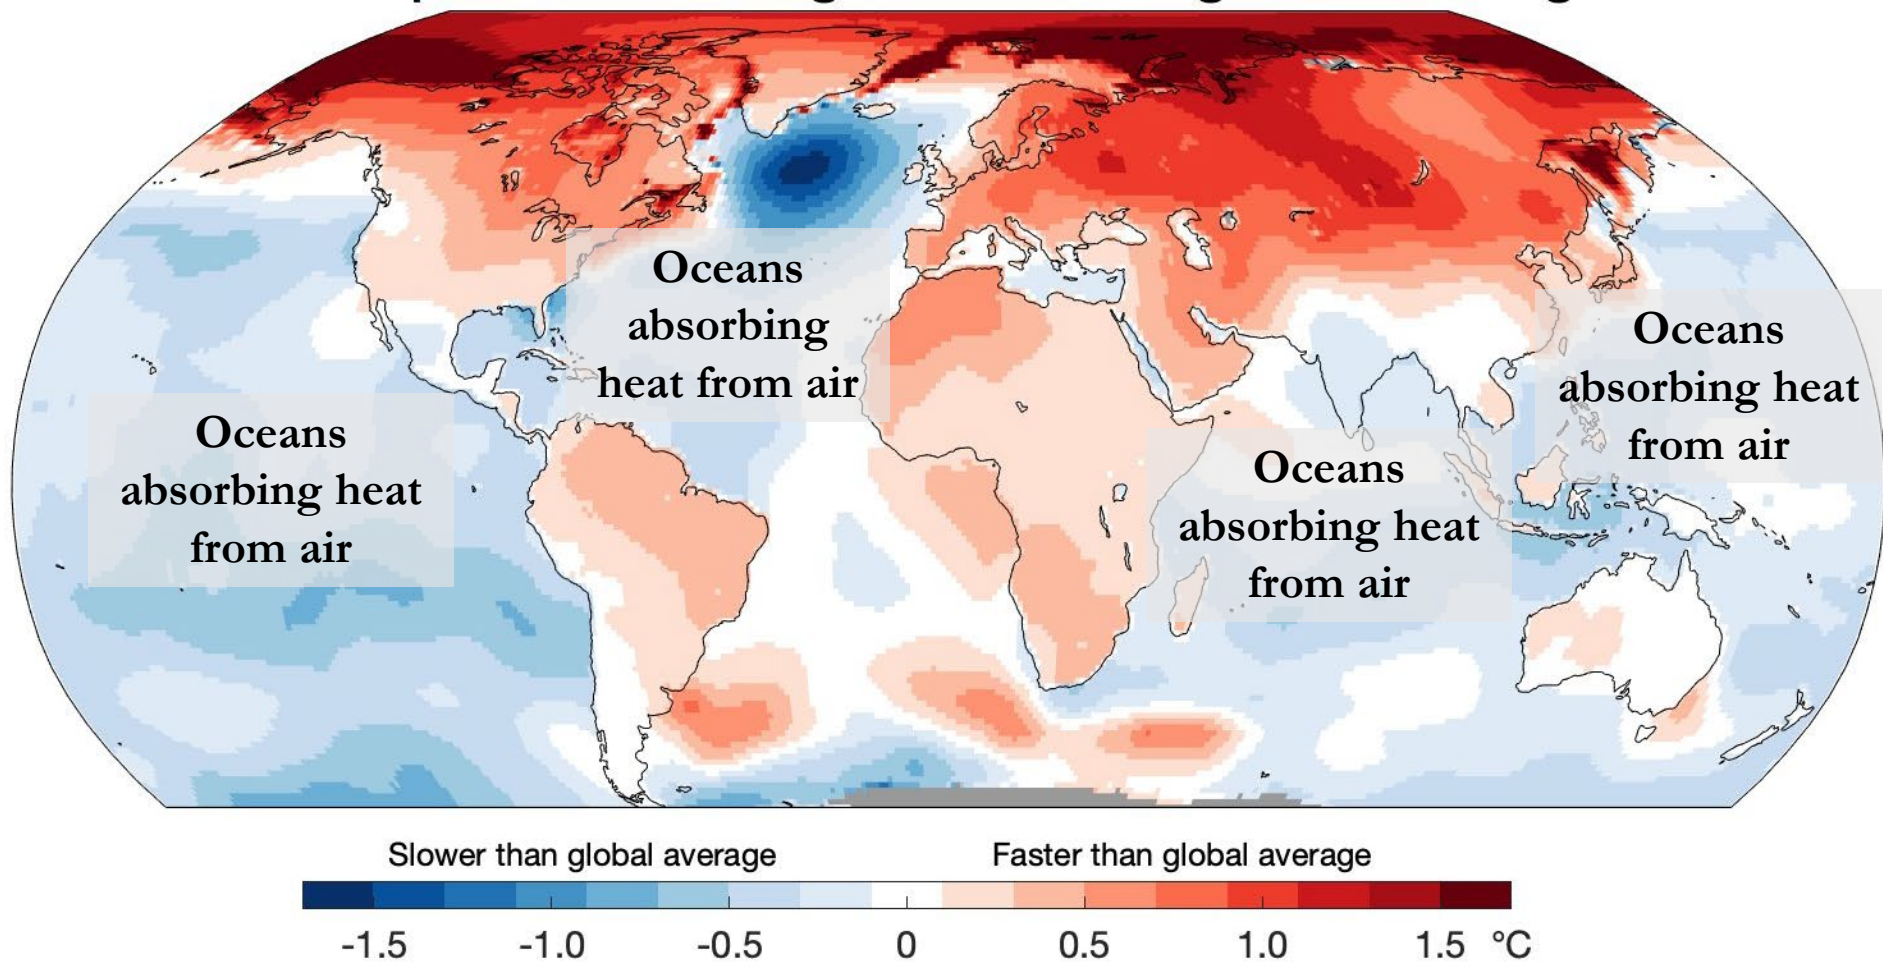 Oceans
absorbing
heat from air
Oceans
absorbing heat
from air
Oceans
absorbing heat
from air
Oceans
absorbing heat
from air
Slower than global average
Faster than global average
-1.5 -1.0 -0.5 0 0.5 1.0 1.5 °C